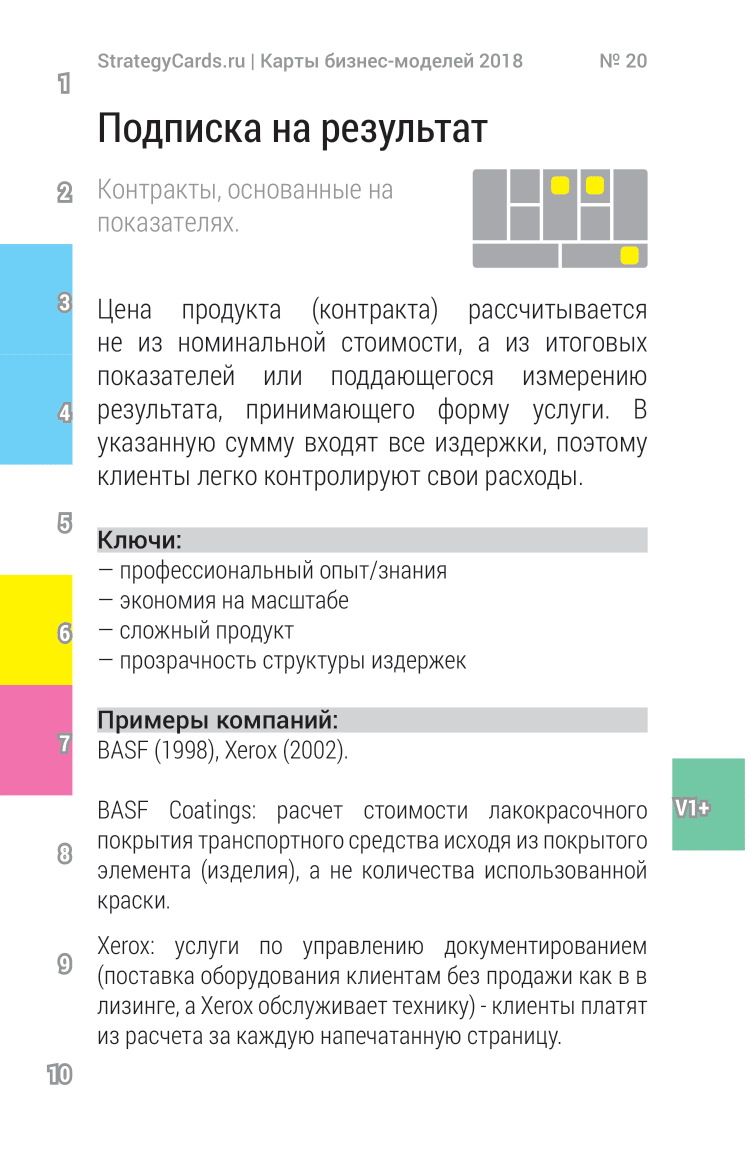 StrategyCards.ru | Карты бизнес-моделей 2018 № 20
1
Подписка на результат
2
Контракты, основанные на
показателях.
3
Цена продукта (контракта) рассчитывается
не из номинальной стоимости, а из итоговых
показателей или поддающегося измерению
4
результата, принимающего форму услуги. В
указанную сумму входят все издержки, поэтому
клиенты легко контролируют свои расходы.
5
Ключи:
— профессиональный опыт/знания
— экономия на масштабе
6
— сложный продукт
— прозрачность структуры издержек
Примеры компаний:
7
BASF (1998), Xerox (2002).
V1+
BASF Coatings: расчет стоимости лакокрасочного
покрытия транспортного средства исходя из покрытого
8
элемента (изделия), а не количества использованной
краски.
Xerox: услуги по управлению документированием
9
(поставка оборудования клиентам без продажи как в в
лизинге, а Xerox обслуживает технику) - клиенты платят
из расчета за каждую напечатанную страницу.
10